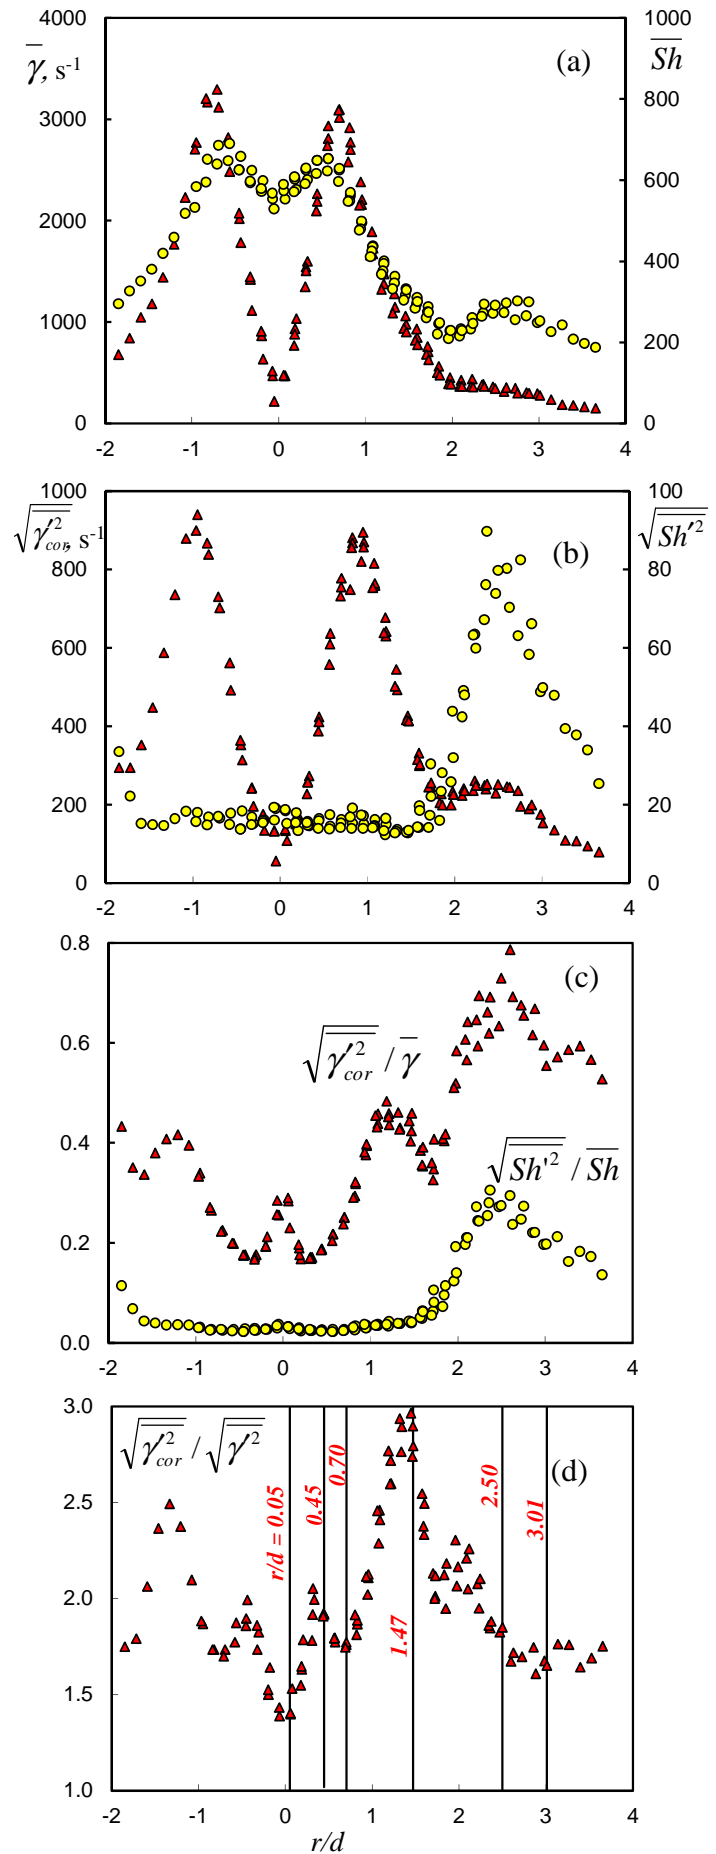 4000 1000
γ̅, s⁻¹ (a) S̅h̅
3000 800
600
2000
400
1000
200
0 0
-2 -1 0 1 2 3 4
1000 100
√γ′²cor, s⁻¹ (b) √Sh′²
800 80
600 60
400 40
200 20
0 0
-2 -1 0 1 2 3 4
0.8
(c)
√γ′²cor / γ̅
0.6
0.4
√Sh′² / S̅h̅
0.2
0.0
-2 -1 0 1 2 3 4
3.0
√γ′²cor / √γ′²
(d)
r/d = 0.05
0.45
0.70
1.47
2.50
3.01
2.5
2.0
1.5
1.0
-2 -1 0 1 2 3 4
r/d